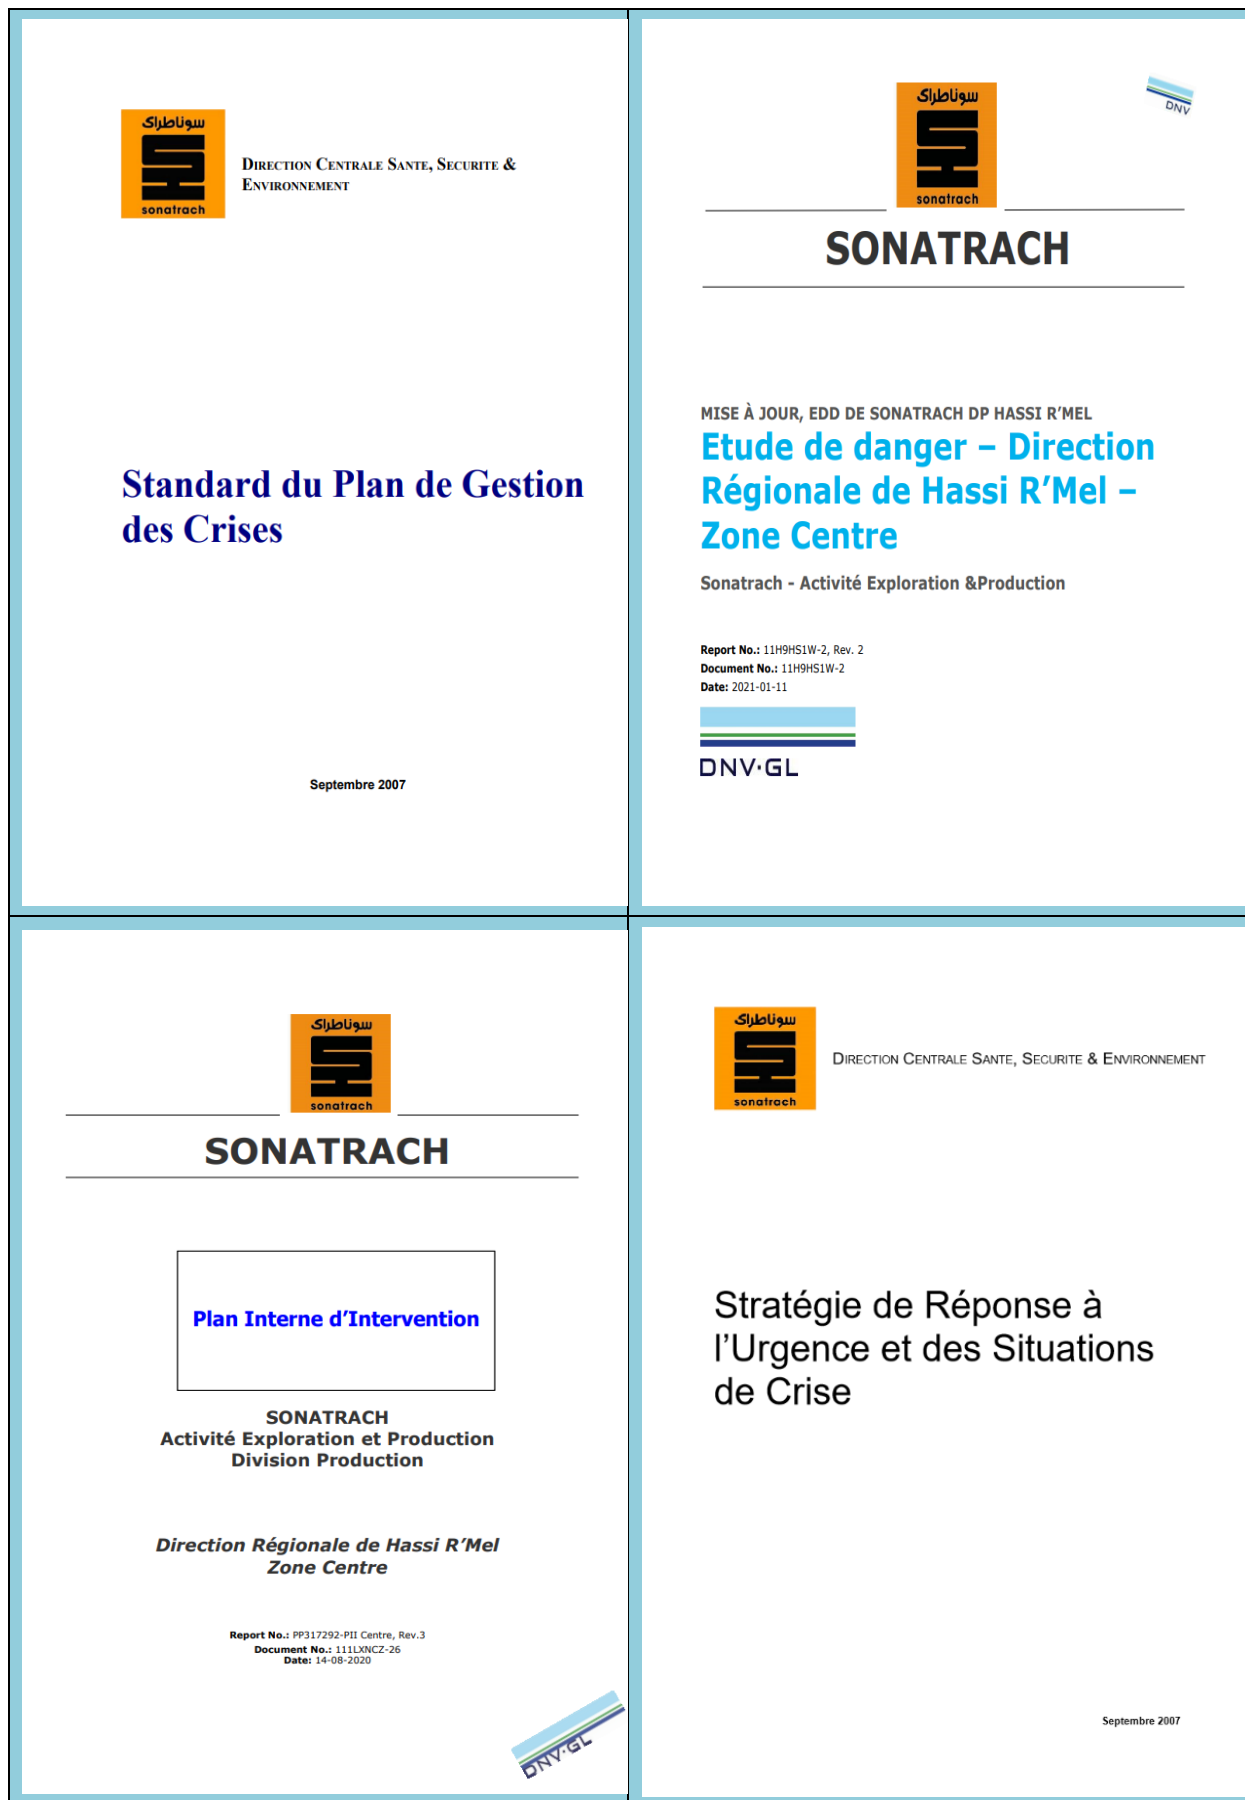 سوناطراك
sonatrach
DIRECTION CENTRALE SANTE, SECURITE &
ENVIRONNEMENT
Standard du Plan de Gestion
des Crises
Septembre 2007
DNV
سوناطراك
sonatrach
SONATRACH
MISE À JOUR, EDD DE SONATRACH DP HASSI R’MEL
Etude de danger – Direction
Régionale de Hassi R’Mel –
Zone Centre
Sonatrach - Activité Exploration &Production
Report No.: 11H9HS1W-2, Rev. 2
Document No.: 11H9HS1W-2
Date: 2021-01-11
DNV·GL
سوناطراك
sonatrach
SONATRACH
Plan Interne d’Intervention
SONATRACH
Activité Exploration et Production
Division Production
Direction Régionale de Hassi R’Mel
Zone Centre
Report No.: PP317292-PII Centre, Rev.3
Document No.: 111LXNCZ-26
Date: 14-08-2020
DNV·GL
سوناطراك
sonatrach
DIRECTION CENTRALE SANTE, SECURITE & ENVIRONNEMENT
Stratégie de Réponse à
l’Urgence et des Situations
de Crise
Septembre 2007